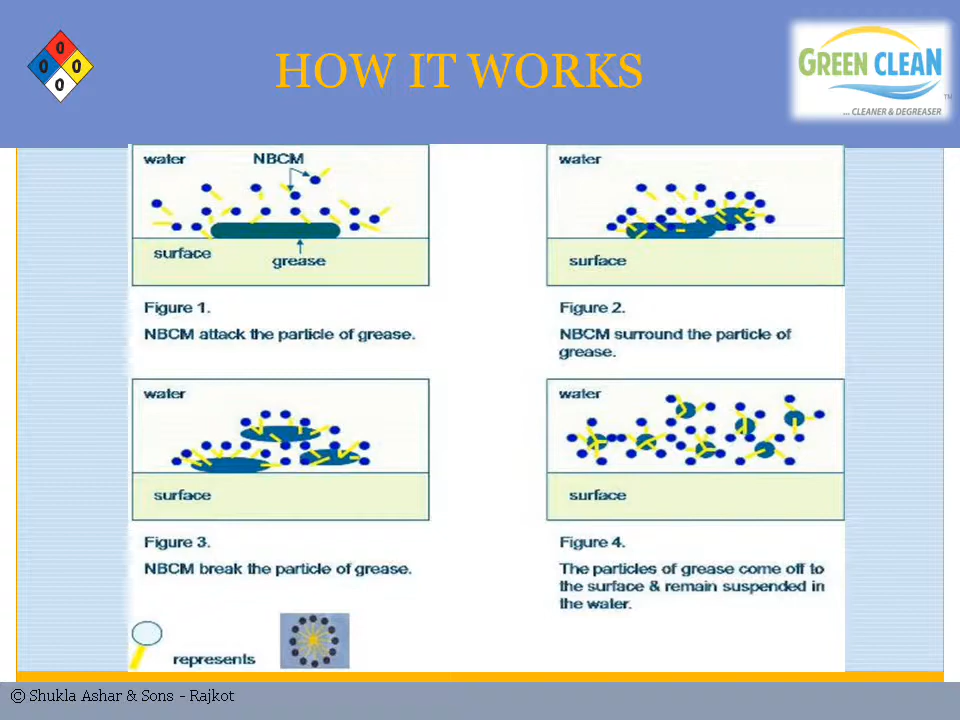 0
0 0
0
HOW IT WORKS
GREEN CLEAN
TM
... CLEANER & DEGREASER
water NBCM
surface
grease
Figure 1.
NBCM attack the particle of grease.
water
surface
Figure 2.
NBCM surround the particle of
grease.
water
surface
Figure 3.
NBCM break the particle of grease.
water
surface
Figure 4.
The particles of grease come off to
the surface & remain suspended in
the water.
represents
© Shukla Ashar & Sons - Rajkot